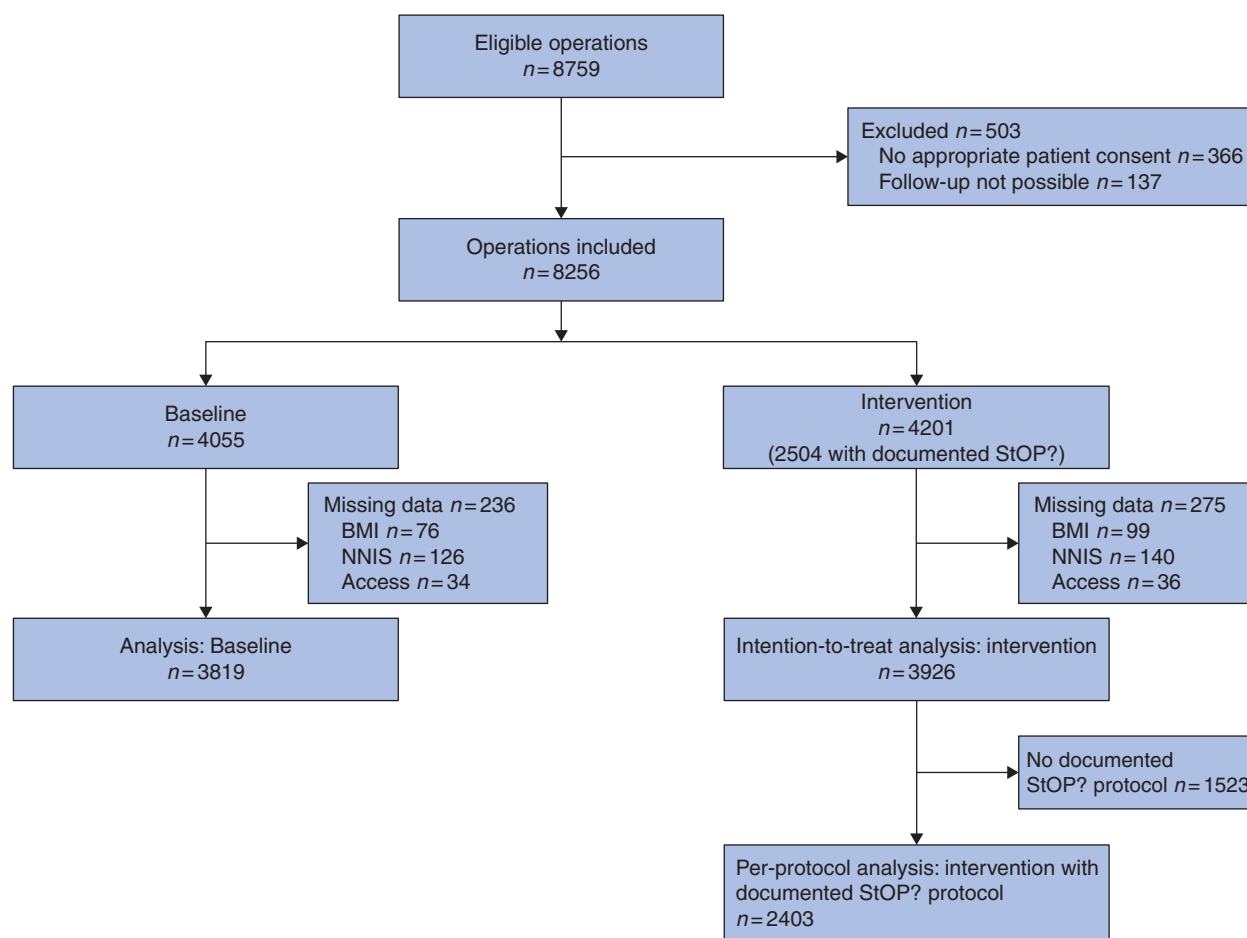 Eligible operations
n=8759
Excluded n=503
No appropriate patient consent n=366
Follow-up not possible n=137
Operations included
n=8256
Baseline
n=4055
Intervention
n=4201
(2504 with documented StOP?)
Missing data n=236
BMI n=76
NNIS n=126
Access n=34
Missing data n=275
BMI n=99
NNIS n=140
Access n=36
Analysis: Baseline
n=3819
Intention-to-treat analysis: intervention
n=3926
No documented
StOP? protocol n=1523
Per-protocol analysis: intervention with
documented StOP? protocol
n=2403